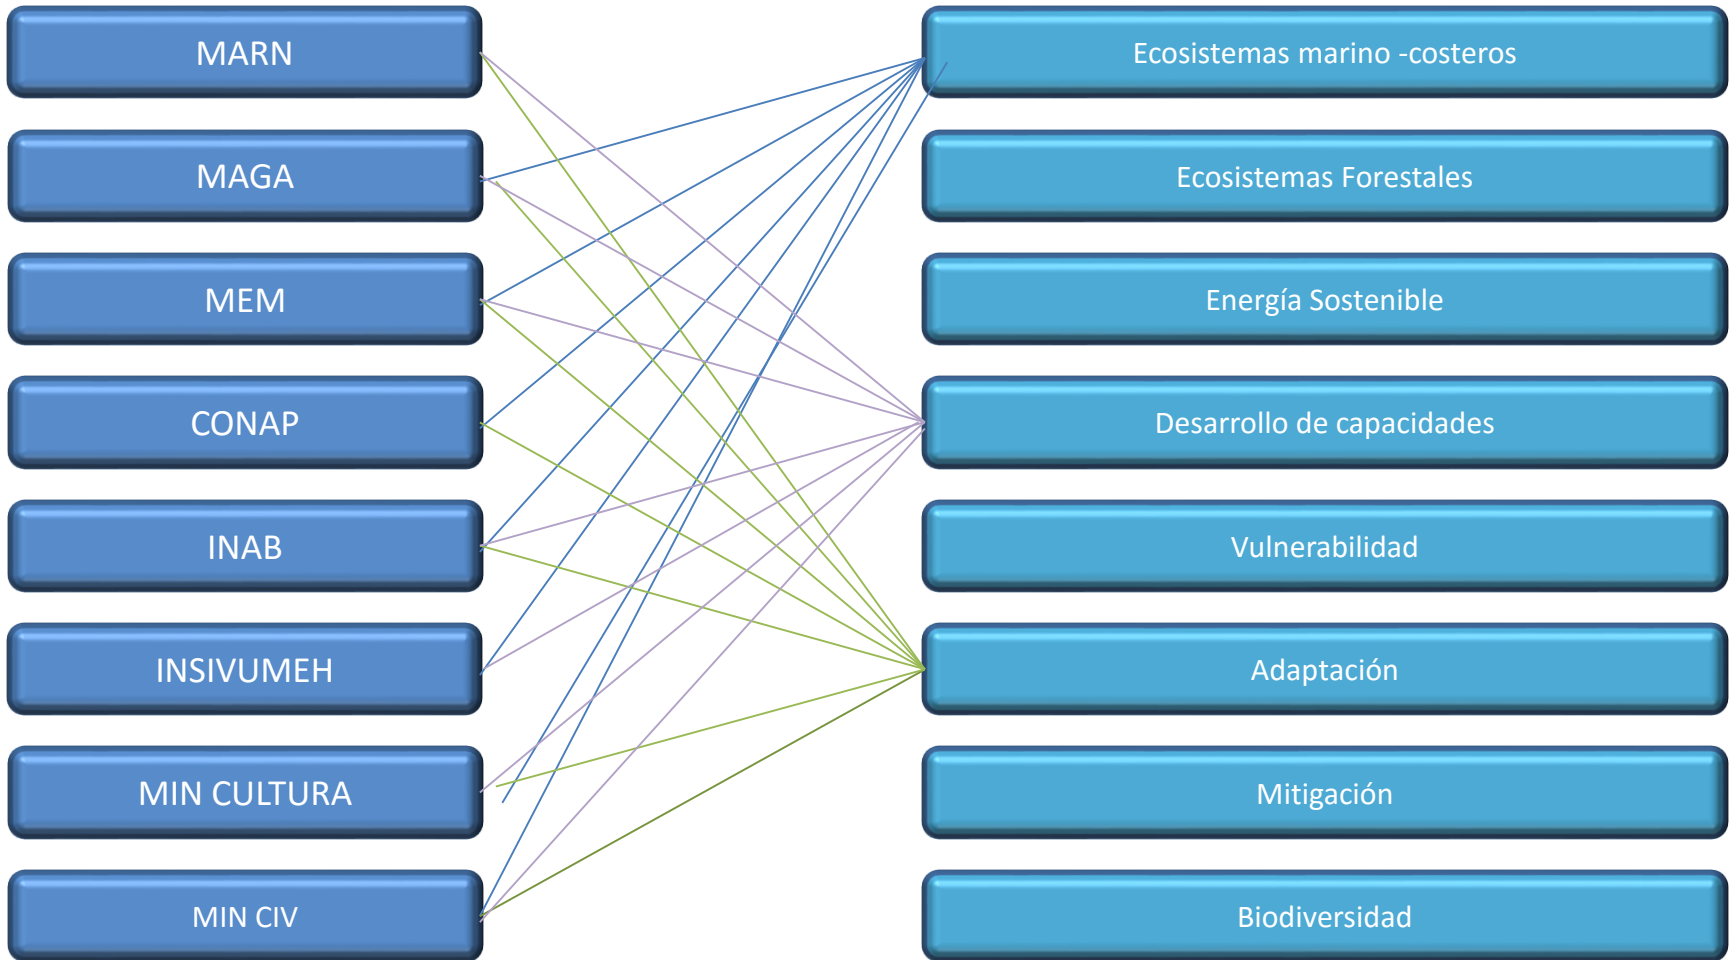 MARN
MAGA
MEM
CONAP
INAB
INSIVUMEH
MIN CULTURA
MIN CIV
Ecosistemas marino -costeros
Ecosistemas Forestales
Energía Sostenible
Desarrollo de capacidades
Vulnerabilidad
Adaptación
Mitigación
Biodiversidad